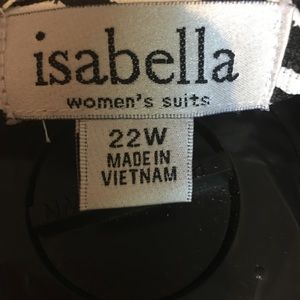 isabella
women's suits
22W
MADE IN
VIETNAM